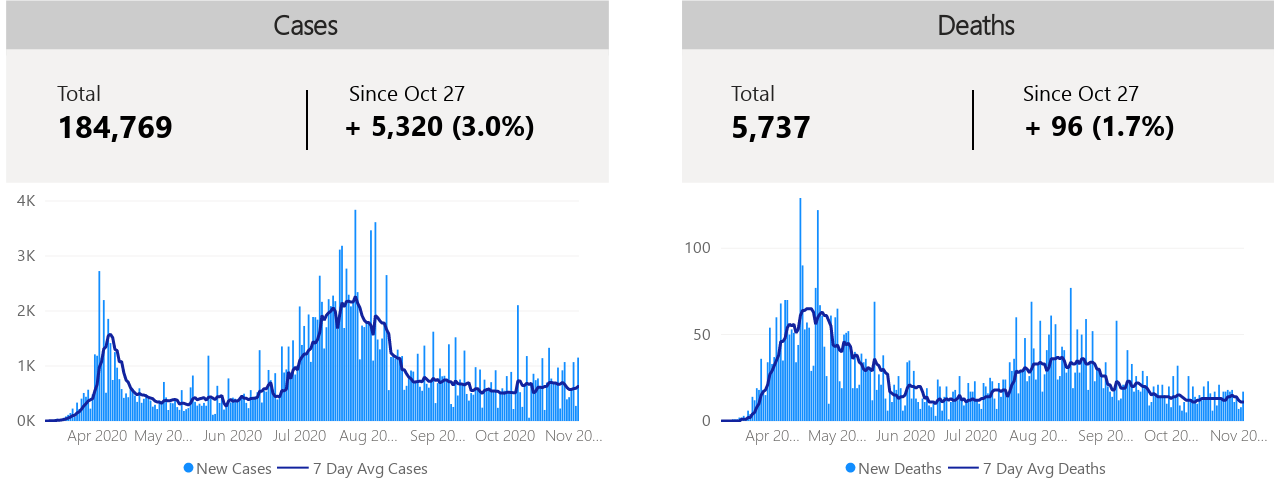 Cases
Total
184,769
Since Oct 27
+ 5,320 (3.0%)
4K
3K
2K
1K
0K
Apr 2020 May 20... Jun 2020 Jul 2020 Aug 20... Sep 20... Oct 2020 Nov 20...
New Cases 7 Day Avg Cases
Deaths
Total
5,737
Since Oct 27
+ 96 (1.7%)
100
50
0
Apr 20... May 20... Jun 2020 Jul 2020 Aug 20... Sep 20... Oct 20... Nov 20...
New Deaths 7 Day Avg Deaths